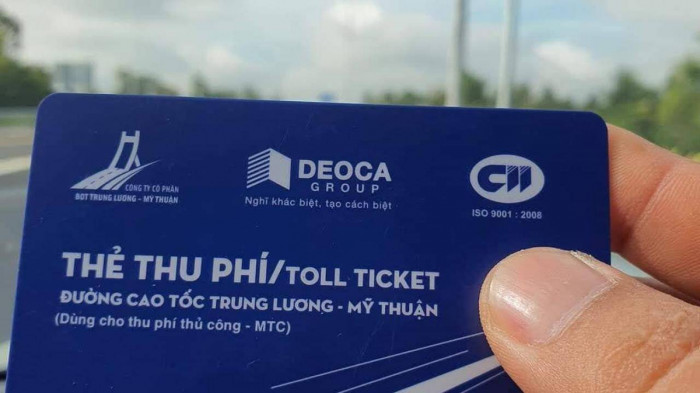 CÔNG TY CỔ PHẦN
BOT TRUNG LƯƠNG - MỸ THUẬN
DEOCA
GROUP
Nghĩ khác biệt, tạo cách biệt
CII
ISO 9001 : 2008
THẺ THU PHÍ/TOLL TICKET
ĐƯỜNG CAO TỐC TRUNG LƯƠNG - MỸ THUẬN
(Dùng cho thu phí thủ công - MTC)